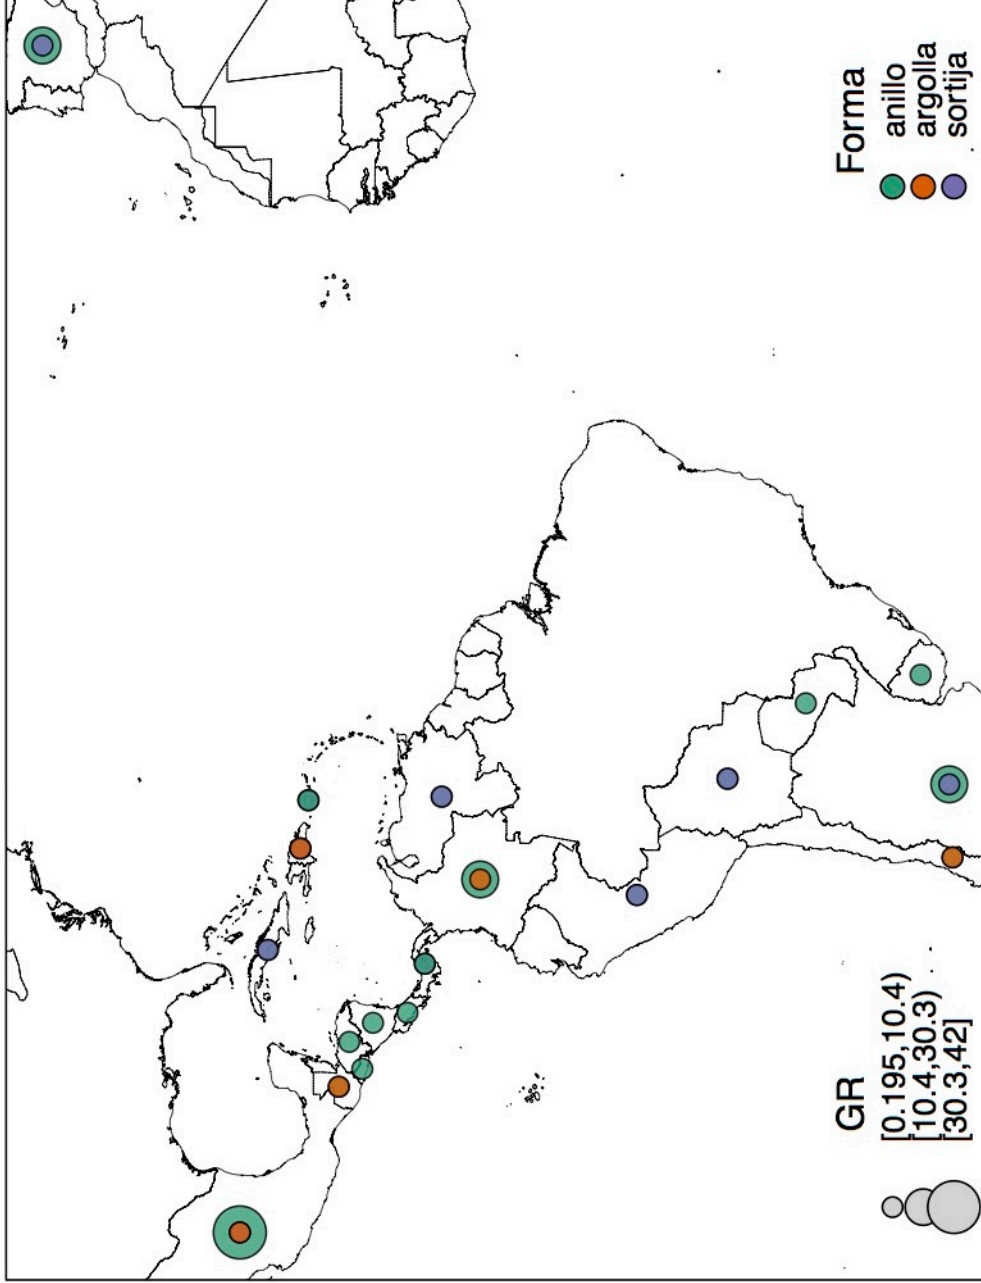 GR
[0.195,10.4)
[10.4,30.3)
[30.3,42]
Forma
anillo
argolla
sortija